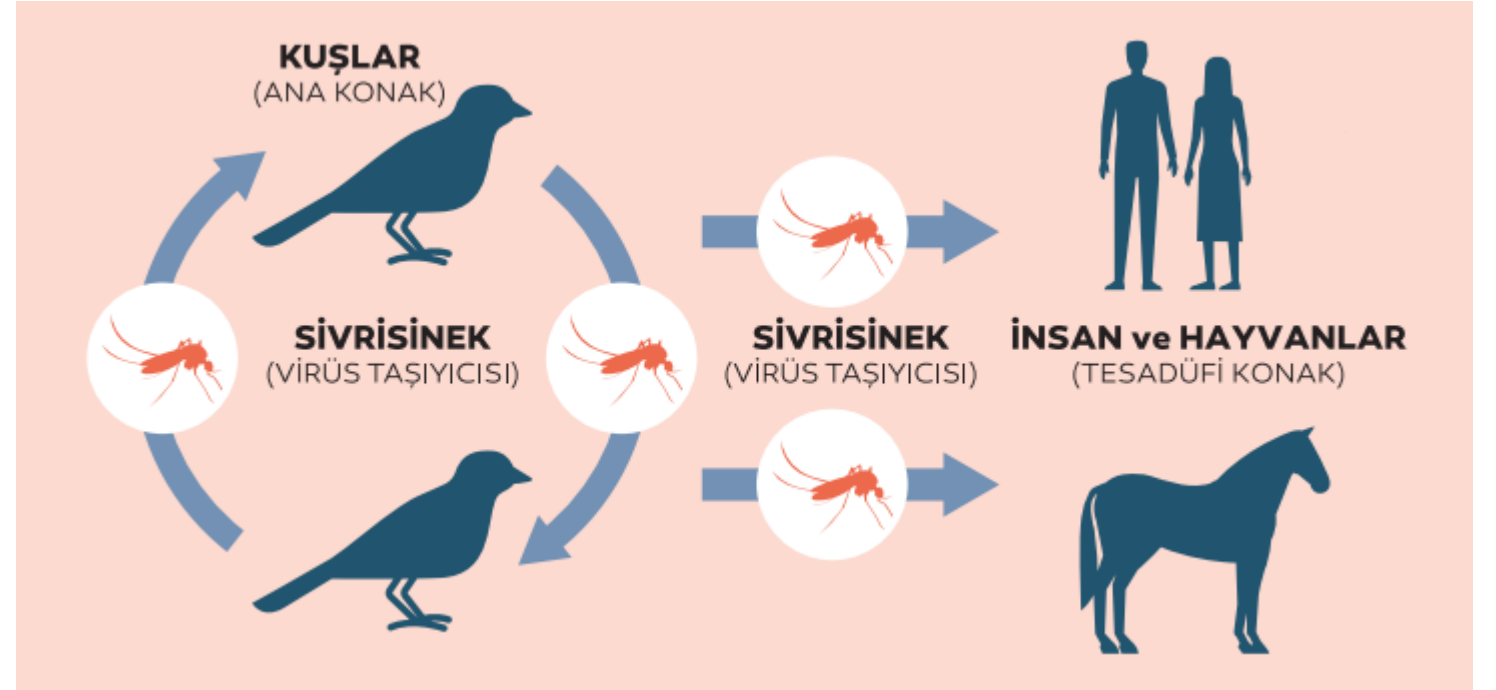 KUŞLAR
(ANA KONAK)
SİVRİSİNEK
(VİRÜS TAŞIYICISI)
SİVRİSİNEK
(VİRÜS TAŞIYICISI)
İNSAN ve HAYVANLAR
(TESADÜFİ KONAK)